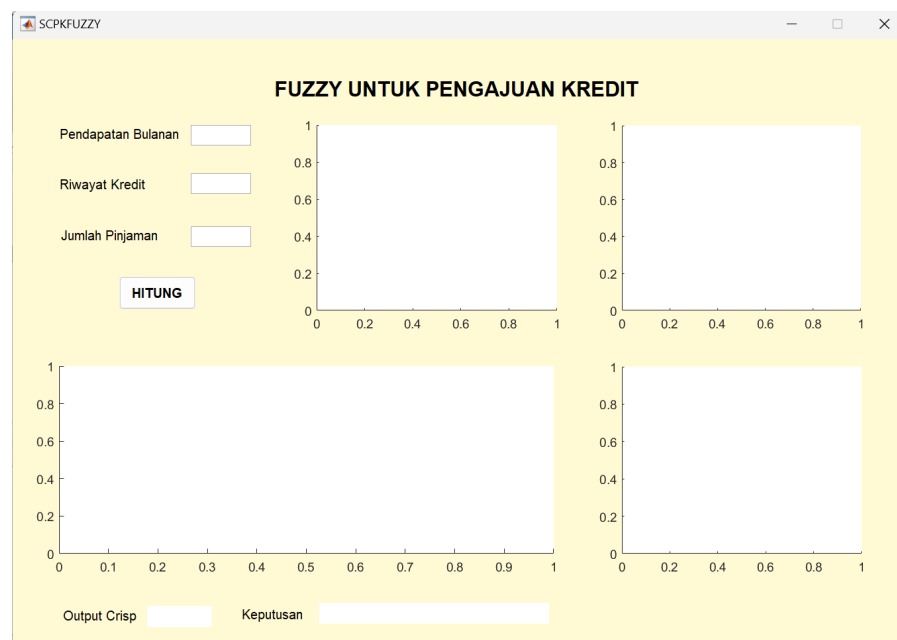 SCPKFUZZY
FUZZY UNTUK PENGAJUAN KREDIT
Pendapatan Bulanan
Riwayat Kredit
Jumlah Pinjaman
HITUNG
1
0.8
0.6
0.4
0.2
0
0 0.2 0.4 0.6 0.8 1
1
0.8
0.6
0.4
0.2
0
0 0.2 0.4 0.6 0.8 1
1
0.8
0.6
0.4
0.2
0
0 0.1 0.2 0.3 0.4 0.5 0.6 0.7 0.8 0.9 1
1
0.8
0.6
0.4
0.2
0
0 0.2 0.4 0.6 0.8 1
Output Crisp
Keputusan